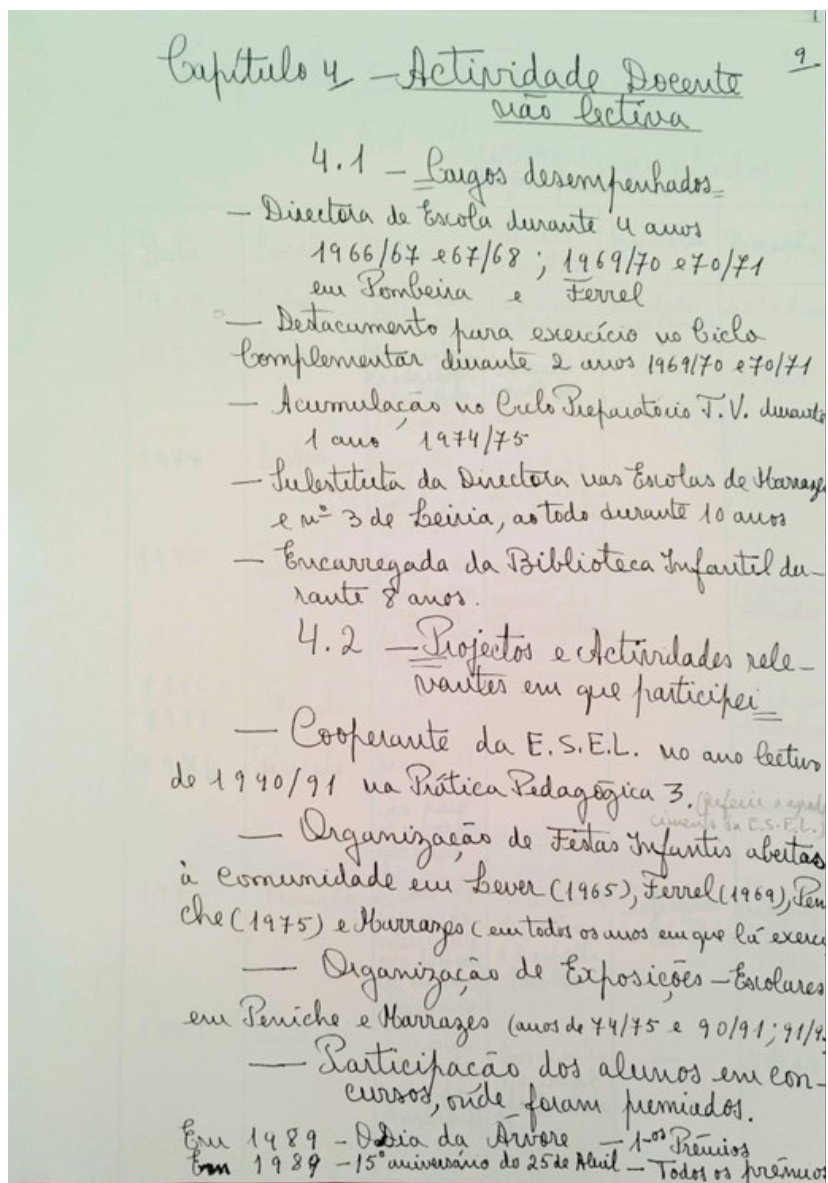 9
Capítulo 4 - Actividade Docente
não lectiva
4.1 - Cargos desempenhados
- Directora de Escola durante 4 anos
1966/67 e 67/68 ; 1969/70 e 70/71
em Pombeira e Ferrel
- Destacamento para exercício no Ciclo
Complementar durante 2 anos 1969/70 e 70/71
- Acumulação no Ciclo Preparatório T.V. durante
1 ano 1974/75
- Substituta da Directora nas Escolas de Marraze
e nº 3 de Leiria, ao todo durante 10 anos
- Encarregada da Biblioteca Infantil du-
rante 8 anos.
4.2 - Projectos e Actividades rele-
vantes em que participei
- Cooperante da E.S.E.L. no ano lectivo
de 1990/91 na Prática Pedagógica 3. (referir o agrade
cimento da E.S.E.L.)
- Organização de Festas Infantis abertas
à comunidade em Lever (1965), Ferrel (1969), Pen
che (1975) e Marrazes (em todos os anos em que lá exerci
- Organização de Exposições - Escolares
em Peniche e Marrazes (anos de 74/75 e 90/91; 91/9
- Participação dos alunos em con-
cursos, onde foram premiados.
Em 1989 - O Dia da Árvore - 1-os Prémios
Em 1989 - 15º aniversário do 25 de Abril - Todos os prémios